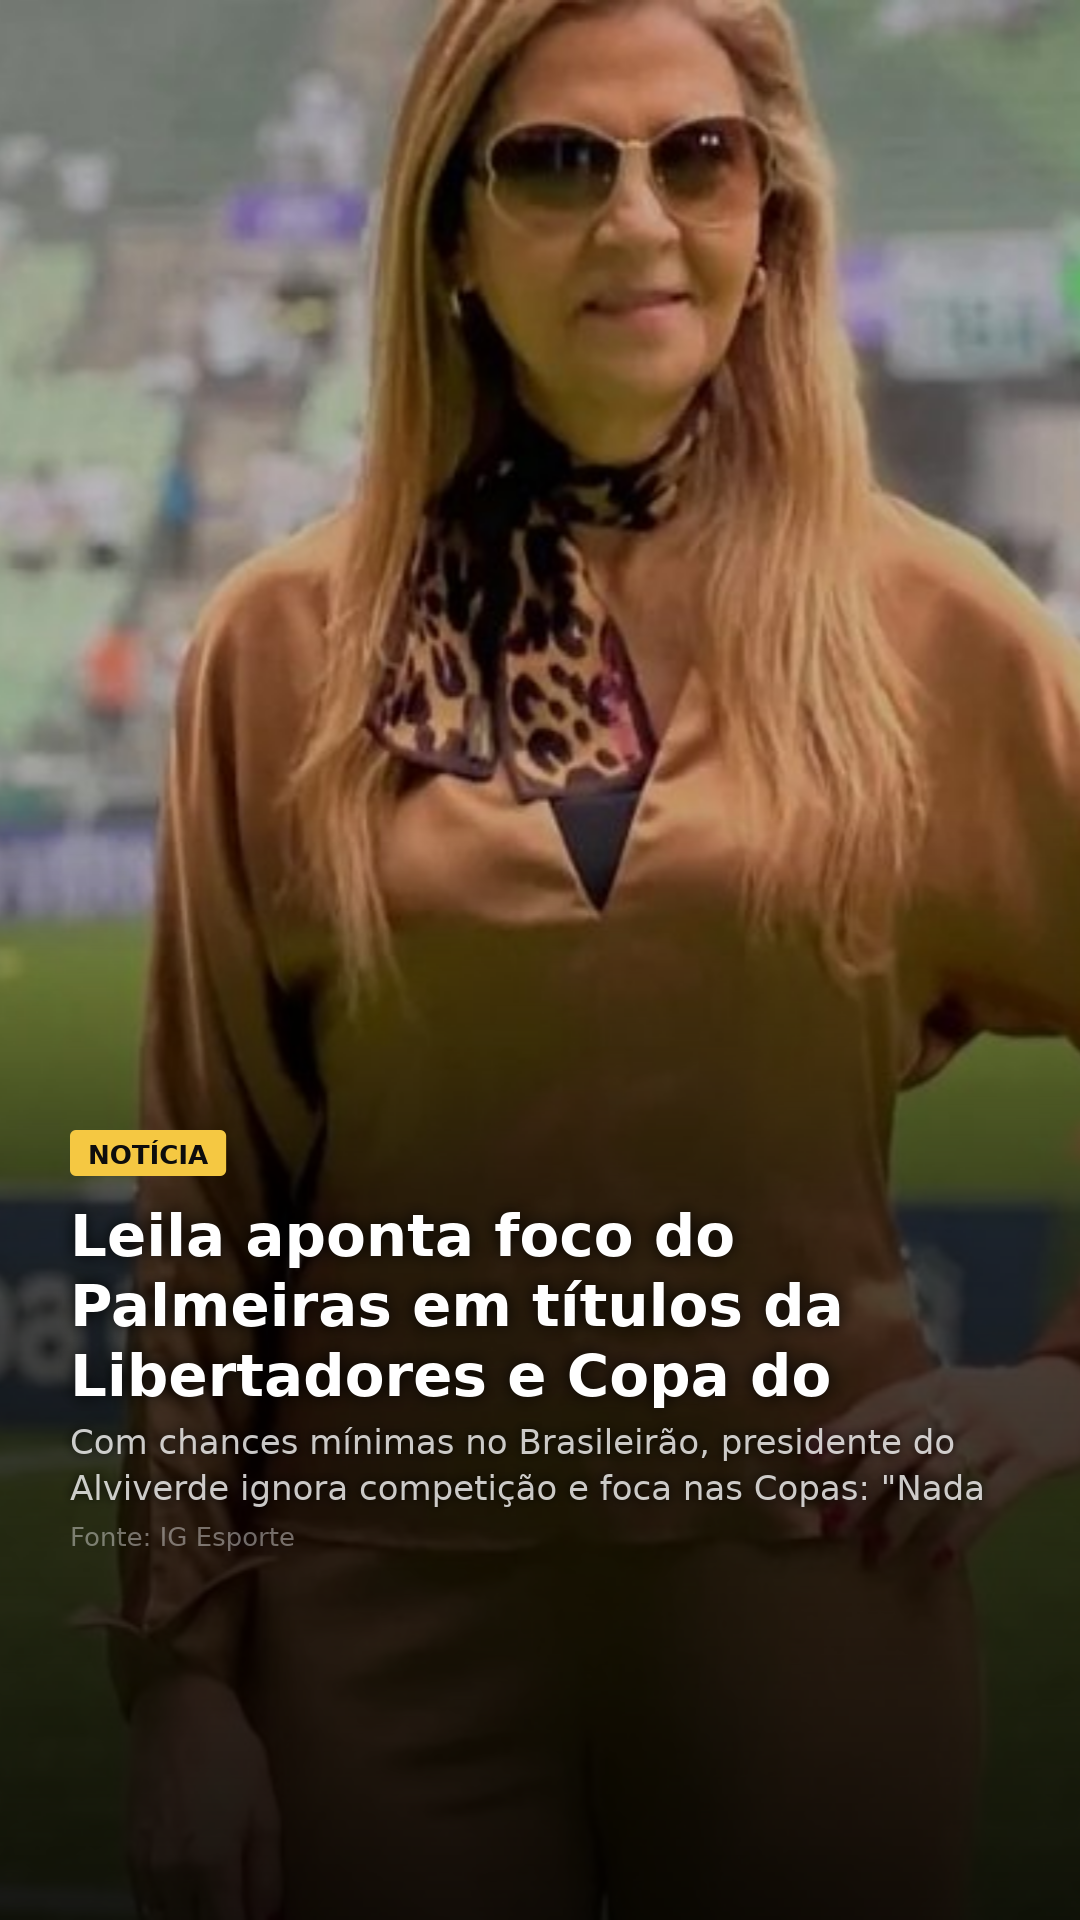 NOTÍCIA
Leila aponta foco do
Palmeiras em títulos da
Libertadores e Copa do
Com chances mínimas no Brasileirão, presidente do
Alviverde ignora competição e foca nas Copas: "Nada
Fonte: IG Esporte